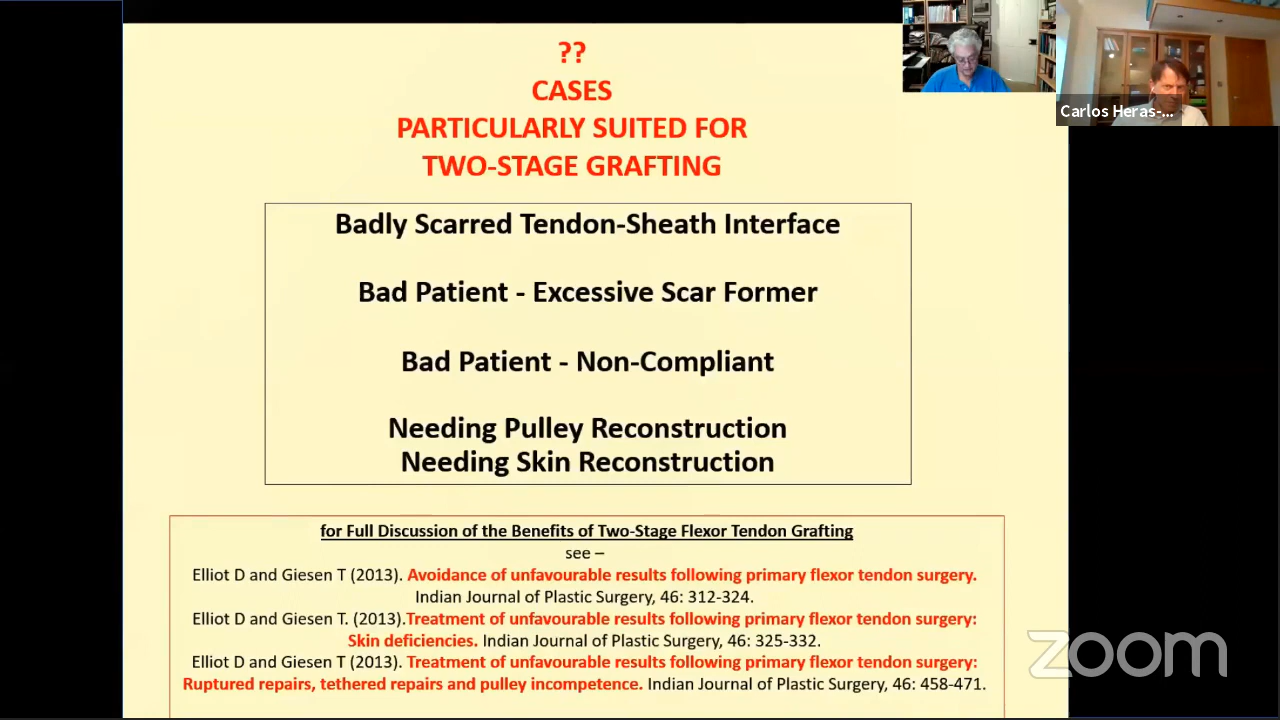 ??
CASES
PARTICULARLY SUITED FOR
TWO-STAGE GRAFTING
Carlos Heras-...
Badly Scarred Tendon-Sheath Interface
Bad Patient - Excessive Scar Former
Bad Patient - Non-Compliant
Needing Pulley Reconstruction
Needing Skin Reconstruction
for Full Discussion of the Benefits of Two-Stage Flexor Tendon Grafting
see –
Elliot D and Giesen T (2013). Avoidance of unfavourable results following primary flexor tendon surgery.
Indian Journal of Plastic Surgery, 46: 312-324.
Elliot D and Giesen T. (2013).Treatment of unfavourable results following primary flexor tendon surgery:
Skin deficiencies. Indian Journal of Plastic Surgery, 46: 325-332.
Elliot D and Giesen T (2013). Treatment of unfavourable results following primary flexor tendon surgery:
Ruptured repairs, tethered repairs and pulley incompetence. Indian Journal of Plastic Surgery, 46: 458-471.
zoom